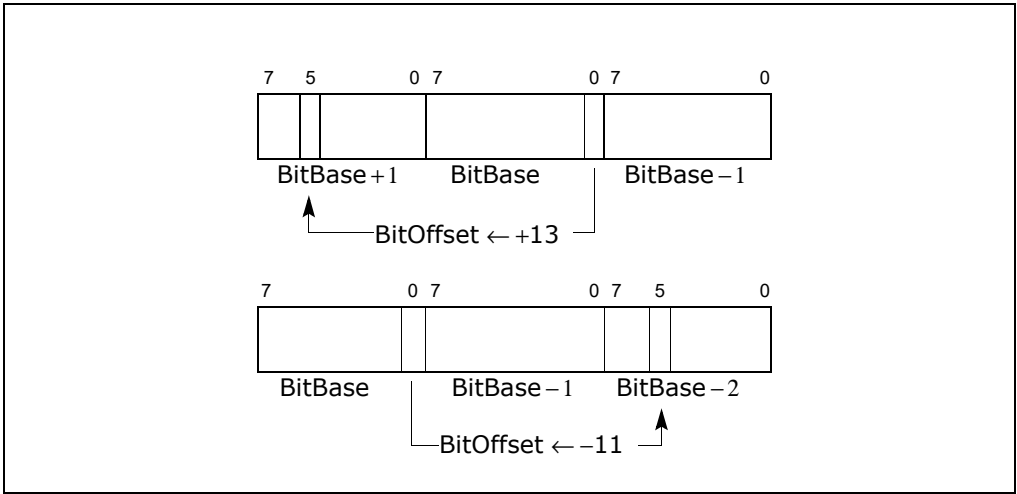 7 5 0 7 0 7 0
BitBase + 1 BitBase BitBase − 1
BitOffset ← +13
7 0 7 0 7 5 0
BitBase BitBase − 1 BitBase − 2
BitOffset ← −11